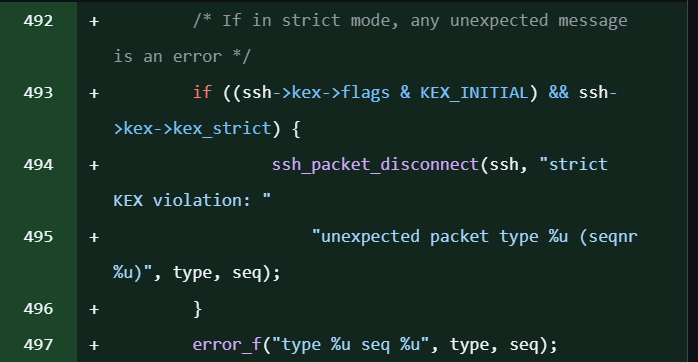 492 + /* If in strict mode, any unexpected message
is an error */
493 + if ((ssh->kex->flags & KEX_INITIAL) && ssh-
>kex->kex_strict) {
494 + ssh_packet_disconnect(ssh, "strict
KEX violation: "
495 + "unexpected packet type %u (seqnr
%u)", type, seq);
496 + }
497 + error_f("type %u seq %u", type, seq);